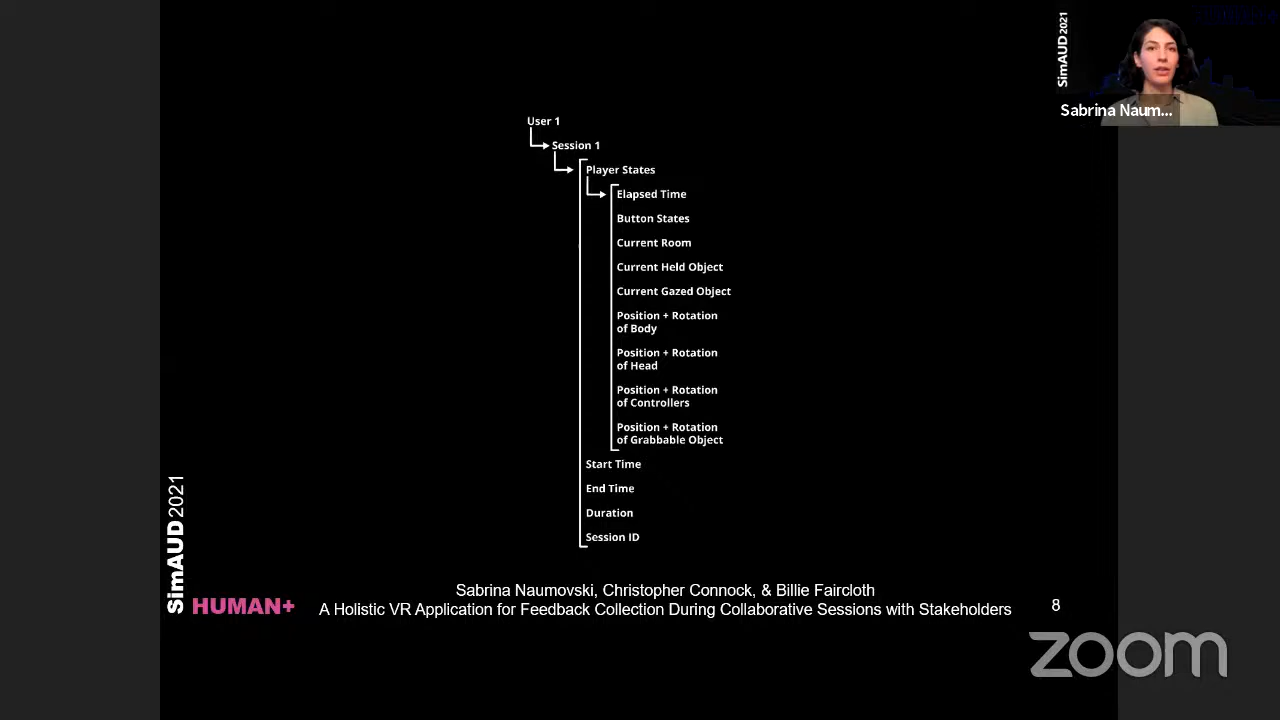 SimAUD2021
Sabrina Naum...
User 1
Session 1
Player States
Elapsed Time
Button States
Current Room
Current Held Object
Current Gazed Object
Position + Rotation
of Body
Position + Rotation
of Head
Position + Rotation
of Controllers
Position + Rotation
of Grabbable Object
Start Time
End Time
Duration
Session ID
SimAUD2021
HUMAN+
Sabrina Naumovski, Christopher Connock, & Billie Faircloth
A Holistic VR Application for Feedback Collection During Collaborative Sessions with Stakeholders
8
zoom